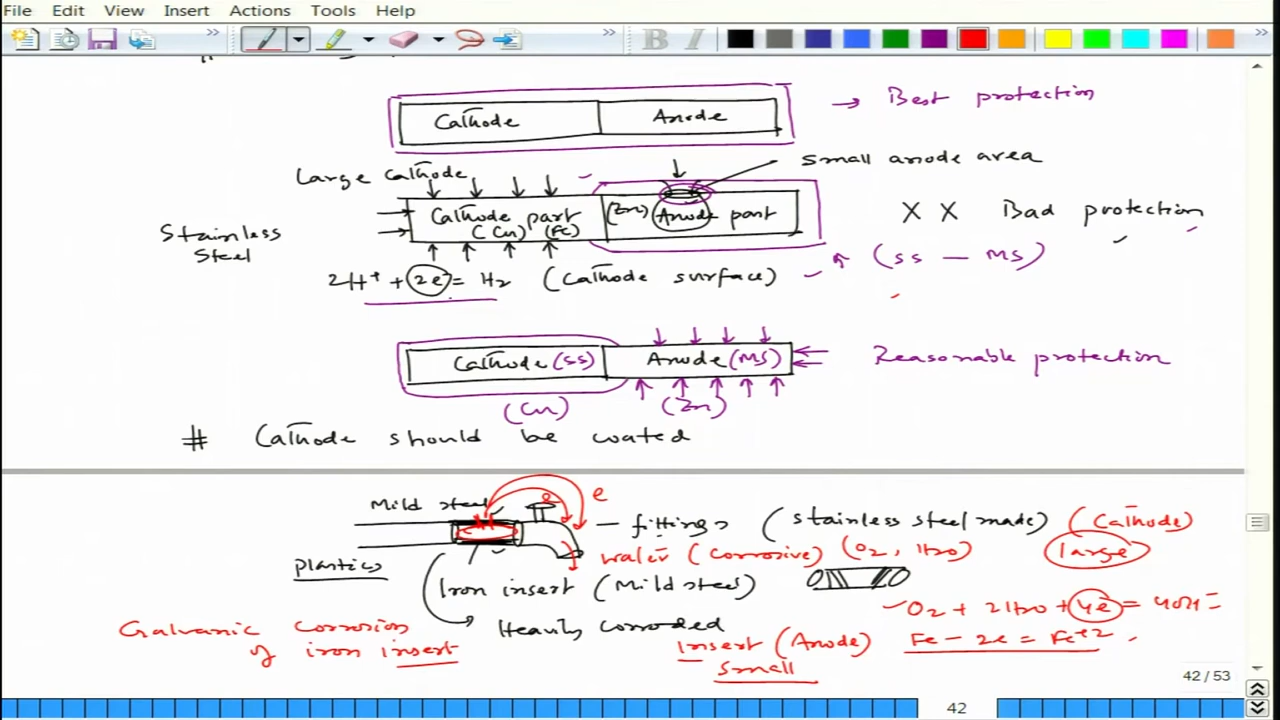 File Edit View Insert Actions Tools Help
B I
Cathode Anode → Best protection
Large cathode small anode area
Cathode part (Cu) (Fe) (Zn) Anode part X X Bad protection
Stainless Steel
(SS - MS)
2H+ + 2e = H2 (Cathode surface)
Cathode (SS) Anode (MS) Reasonable protection
(Cu) (Zn)
# Cathode should be coated
Mild steel e e
- fittings (Stainless steel made) (Cathode)
water (corrosive) (O2, H2O) large
plastics
Iron insert (Mild steel)
O2 + 2H2O + 4e = 4OH-
Heavily corroded
Galvanic corrosion of iron insert
Insert (Anode) Fe - 2e = Fe+2
small
42 / 53
42